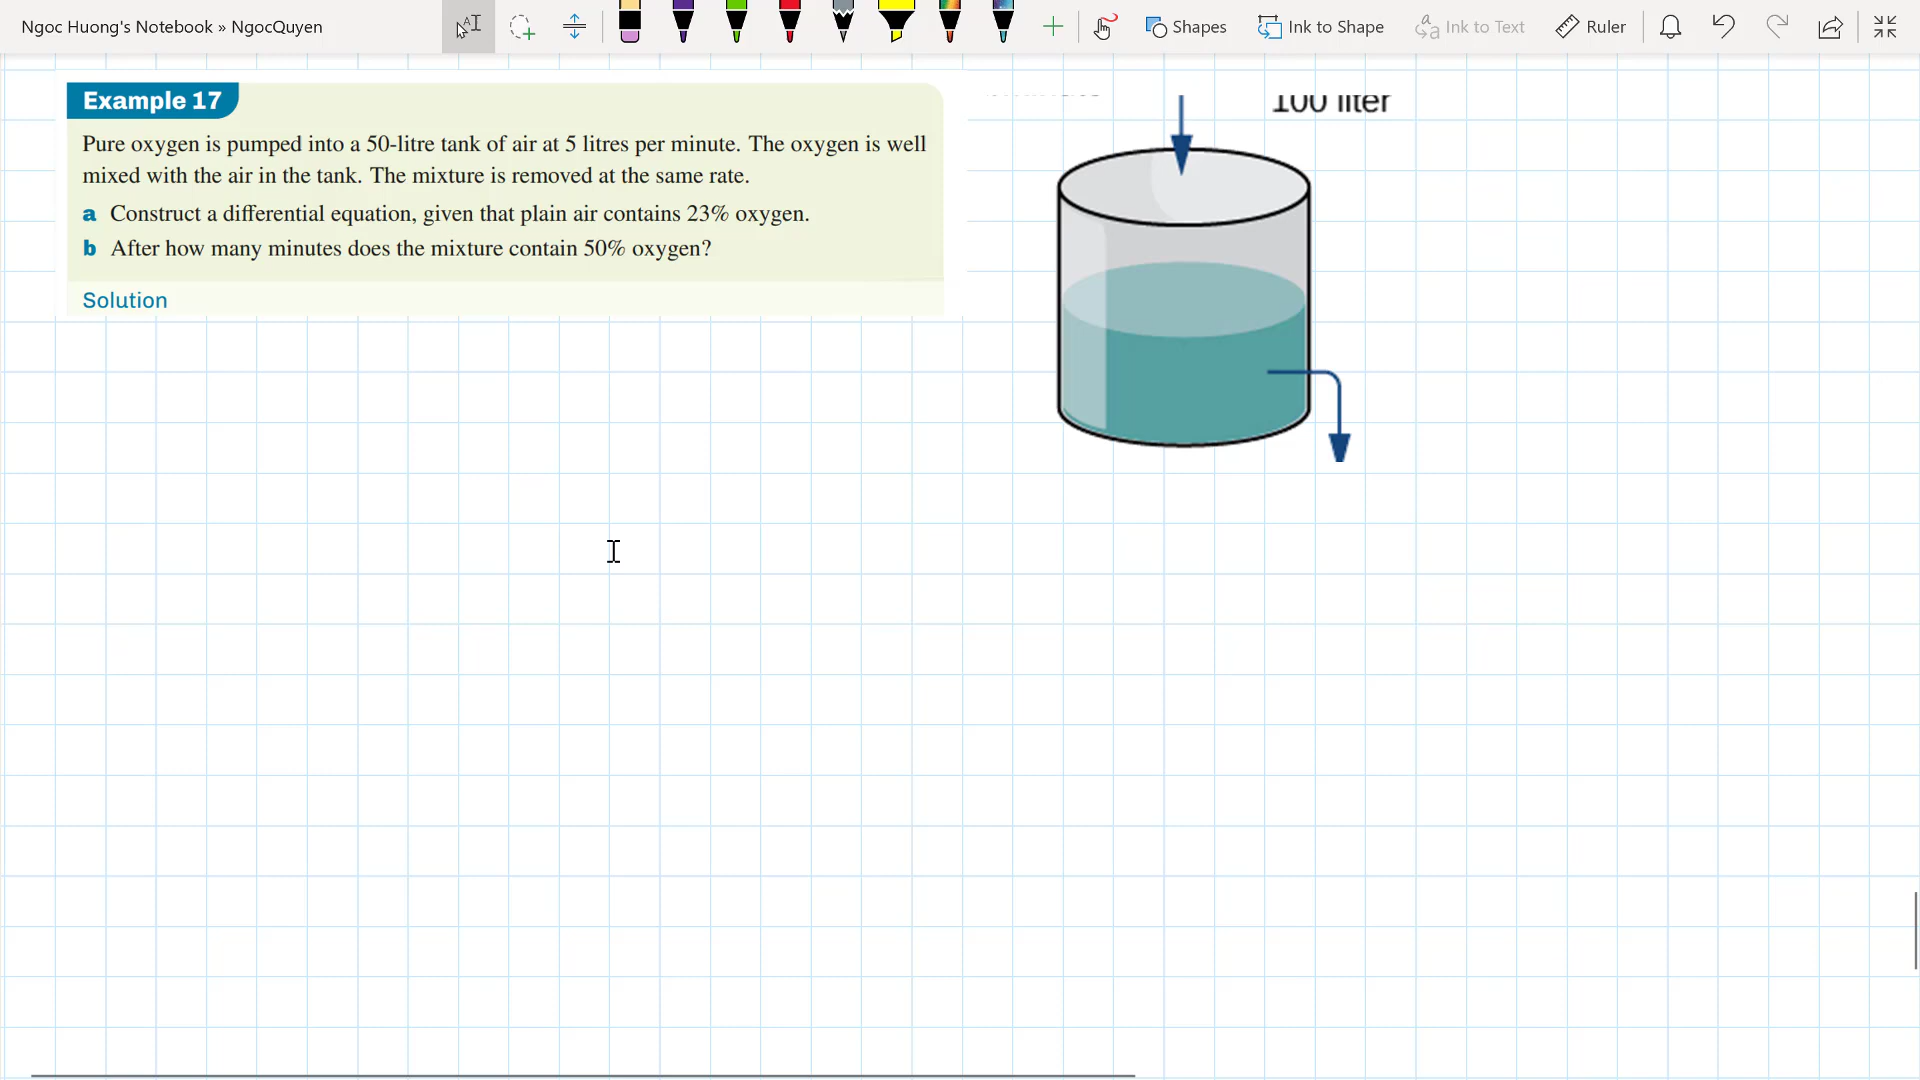 Ngoc Huong's Notebook » NgocQuyen
Shapes
Ink to Shape
Ink to Text
Ruler
Example 17
Pure oxygen is pumped into a 50-litre tank of air at 5 litres per minute. The oxygen is well
mixed with the air in the tank. The mixture is removed at the same rate.
a Construct a differential equation, given that plain air contains 23% oxygen.
b After how many minutes does the mixture contain 50% oxygen?
Solution
100 liter